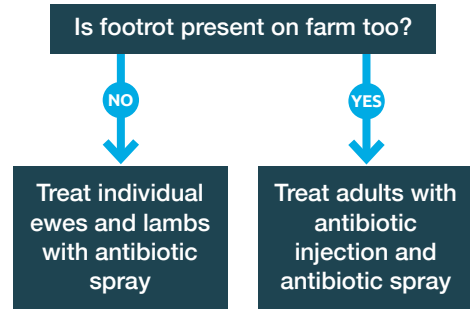 Is footrot present on farm too?
NO
YES
Treat individual
ewes and lambs
with antibiotic
spray
Treat adults with
antibiotic
injection and
antibiotic spray